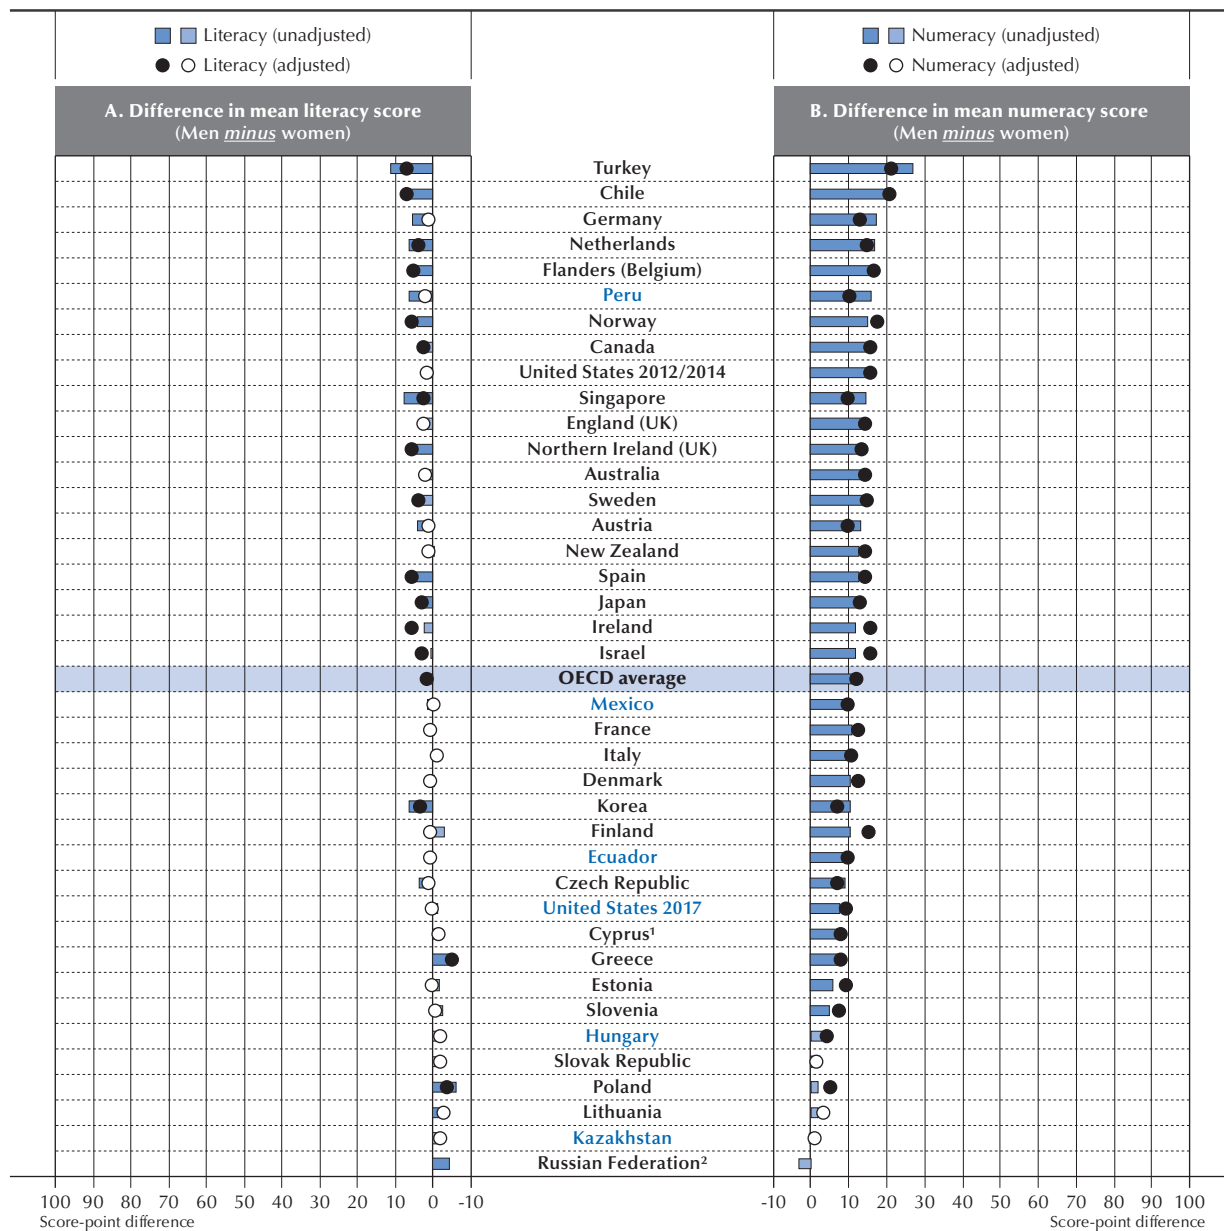 Literacy (unadjusted)
Literacy (adjusted)
Numeracy (unadjusted)
Numeracy (adjusted)
A. Difference in mean literacy score
(Men minus women)
B. Difference in mean numeracy score
(Men minus women)
Turkey
Chile
Germany
Netherlands
Flanders (Belgium)
Peru
Norway
Canada
United States 2012/2014
Singapore
England (UK)
Northern Ireland (UK)
Australia
Sweden
Austria
New Zealand
Spain
Japan
Ireland
Israel
OECD average
Mexico
France
Italy
Denmark
Korea
Finland
Ecuador
Czech Republic
United States 2017
Cyprus¹
Greece
Estonia
Slovenia
Hungary
Slovak Republic
Poland
Lithuania
Kazakhstan
Russian Federation²
100 90 80 70 60 50 40 30 20 10 0 -10
Score-point difference
-10 0 10 20 30 40 50 60 70 80 90 100
Score-point difference